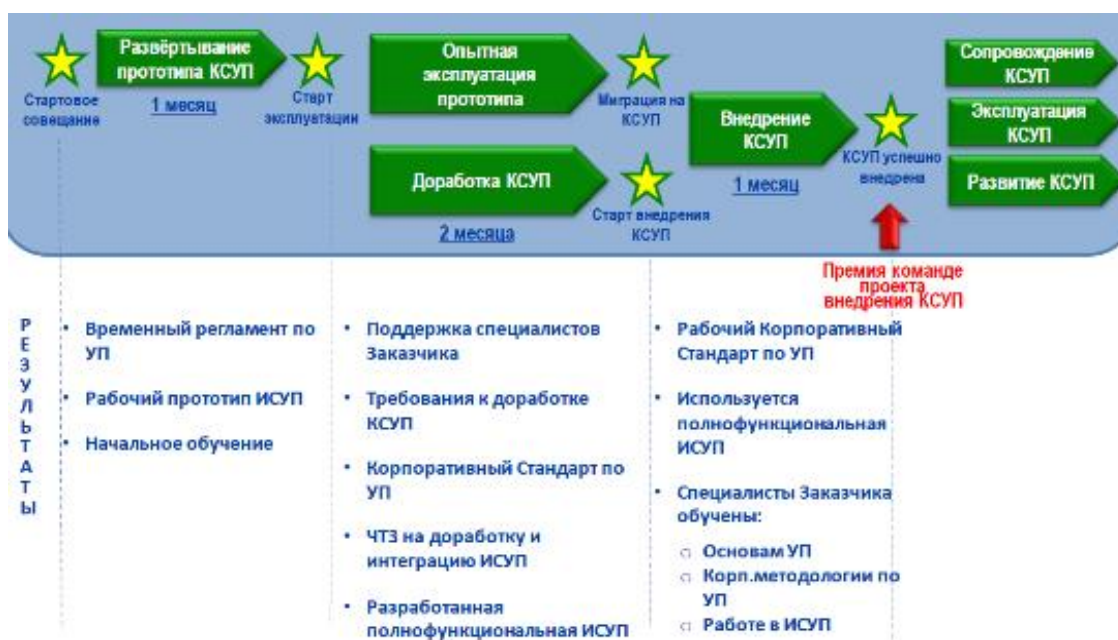 Стартовое
совещание
Развёртывание
прототипа КСУП
1 месяц
Старт
эксплуатации
Опытная
эксплуатация
прототипа
Миграция на
КСУП
Доработка КСУП
2 месяца
Старт внедрения
КСУП
Внедрение
КСУП
1 месяц
КСУП успешно
внедрена
Сопровождение
КСУП
Эксплуатация
КСУП
Развитие КСУП
Премия команде
проекта
внедрения КСУП
РЕЗУЛЬТАТЫ
• Временный регламент по
УП
• Рабочий прототип ИСУП
• Начальное обучение
• Поддержка специалистов
Заказчика
• Требования к доработке
КСУП
• Корпоративный Стандарт по
УП
• ЧТЗ на доработку и
интеграцию ИСУП
• Разработанная
полнофункциональная ИСУП
• Рабочий Корпоративный
Стандарт по УП
• Используется
полнофункциональная
ИСУП
• Специалисты Заказчика
обучены:
Основам УП
Корп.методологии по
УП
Работе в ИСУП